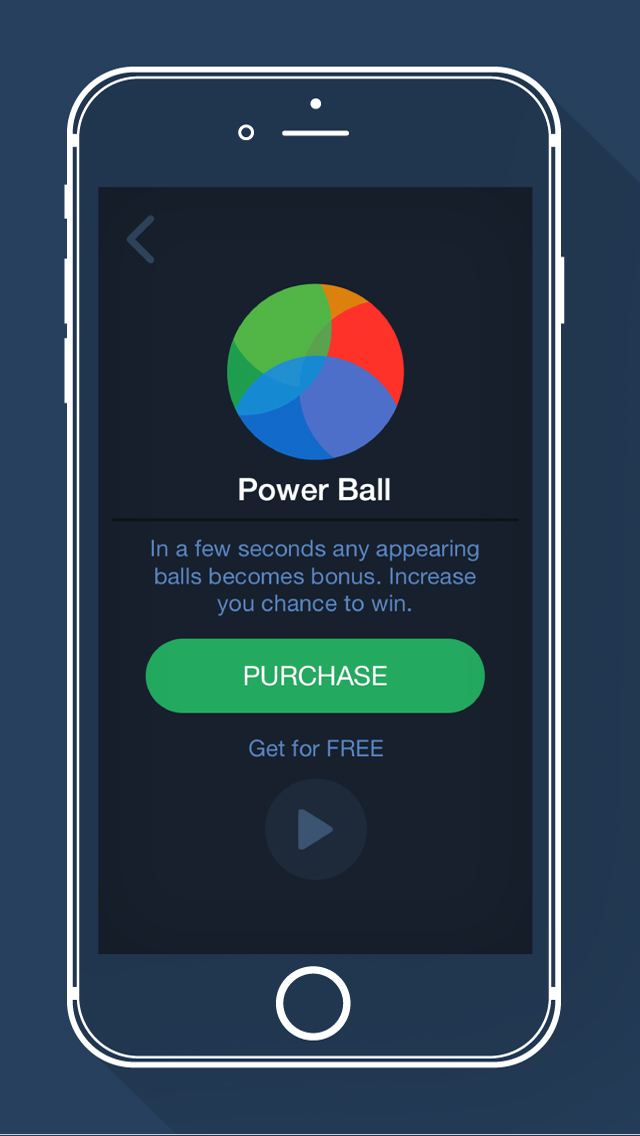 Power Ball
In a few seconds any appearing
balls becomes bonus. Increase
you chance to win.
PURCHASE
Get for FREE